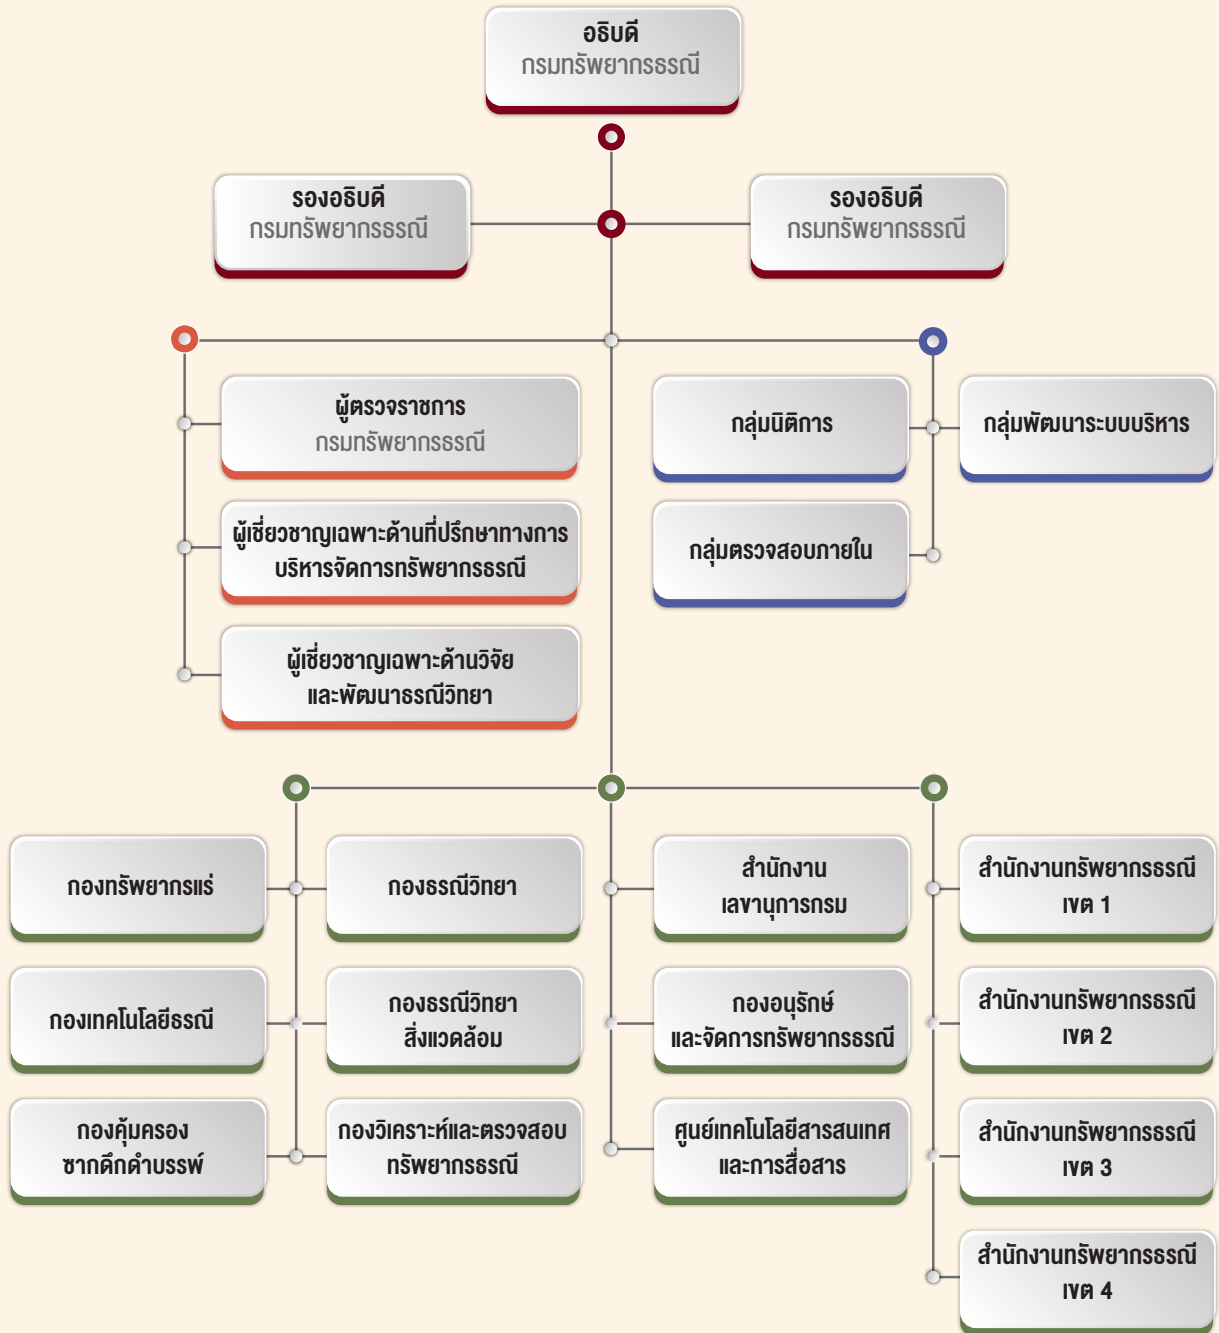 อธิบดี
กรมทรัพยากรธรณี
รองอธิบดี
กรมทรัพยากรธรณี
รองอธิบดี
กรมทรัพยากรธรณี
ผู้ตรวจราชการ
กรมทรัพยากรธรณี
ผู้เชี่ยวชาญเฉพาะด้านที่ปรึกษาทางการ
บริหารจัดการทรัพยากรธรณี
ผู้เชี่ยวชาญเฉพาะด้านวิจัย
และพัฒนาธรณีวิทยา
กลุ่มนิติการ
กลุ่มพัฒนาระบบบริหาร
กลุ่มตรวจสอบภายใน
กองทรัพยากรแร่
กองธรณีวิทยา
สำนักงาน
เลขานุการกรม
สำนักงานทรัพยากรธรณี
เขต 1
กองเทคโนโลยีธรณี
กองธรณีวิทยา
สิ่งแวดล้อม
กองอนุรักษ์
และจัดการทรัพยากรธรณี
สำนักงานทรัพยากรธรณี
เขต 2
กองคุ้มครอง
ซากดึกดำบรรพ์
กองวิเคราะห์และตรวจสอบ
ทรัพยากรธรณี
ศูนย์เทคโนโลยีสารสนเทศ
และการสื่อสาร
สำนักงานทรัพยากรธรณี
เขต 3
สำนักงานทรัพยากรธรณี
เขต 4